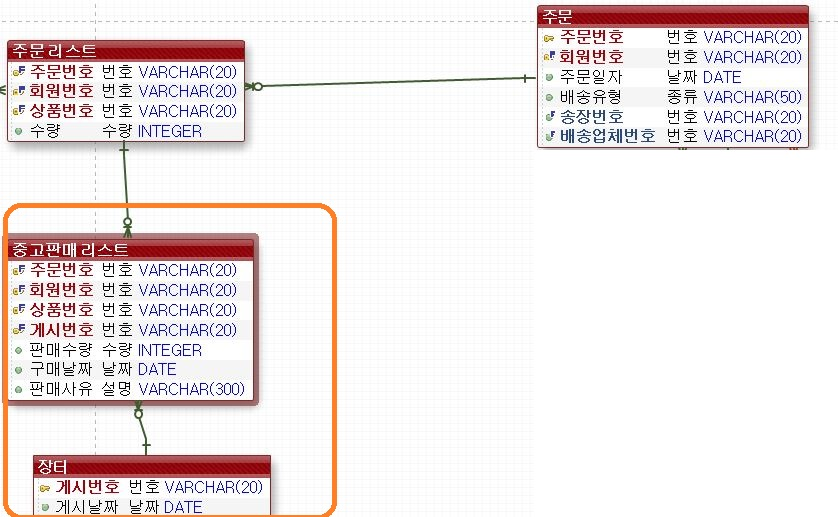 주문리스트
주문번호 번호 VARCHAR(20)
회원번호 번호 VARCHAR(20)
상품번호 번호 VARCHAR(20)
수량 수량 INTEGER
주문
주문번호 번호 VARCHAR(20)
회원번호 번호 VARCHAR(20)
주문일자 날짜 DATE
배송유형 종류 VARCHAR(50)
송장번호 번호 VARCHAR(20)
배송업체번호 번호 VARCHAR(20)
중고판매리스트
주문번호 번호 VARCHAR(20)
회원번호 번호 VARCHAR(20)
상품번호 번호 VARCHAR(20)
게시번호 번호 VARCHAR(20)
판매수량 수량 INTEGER
구매날짜 날짜 DATE
판매사유 설명 VARCHAR(300)
장터
게시번호 번호 VARCHAR(20)
게시날짜 날짜 DATE